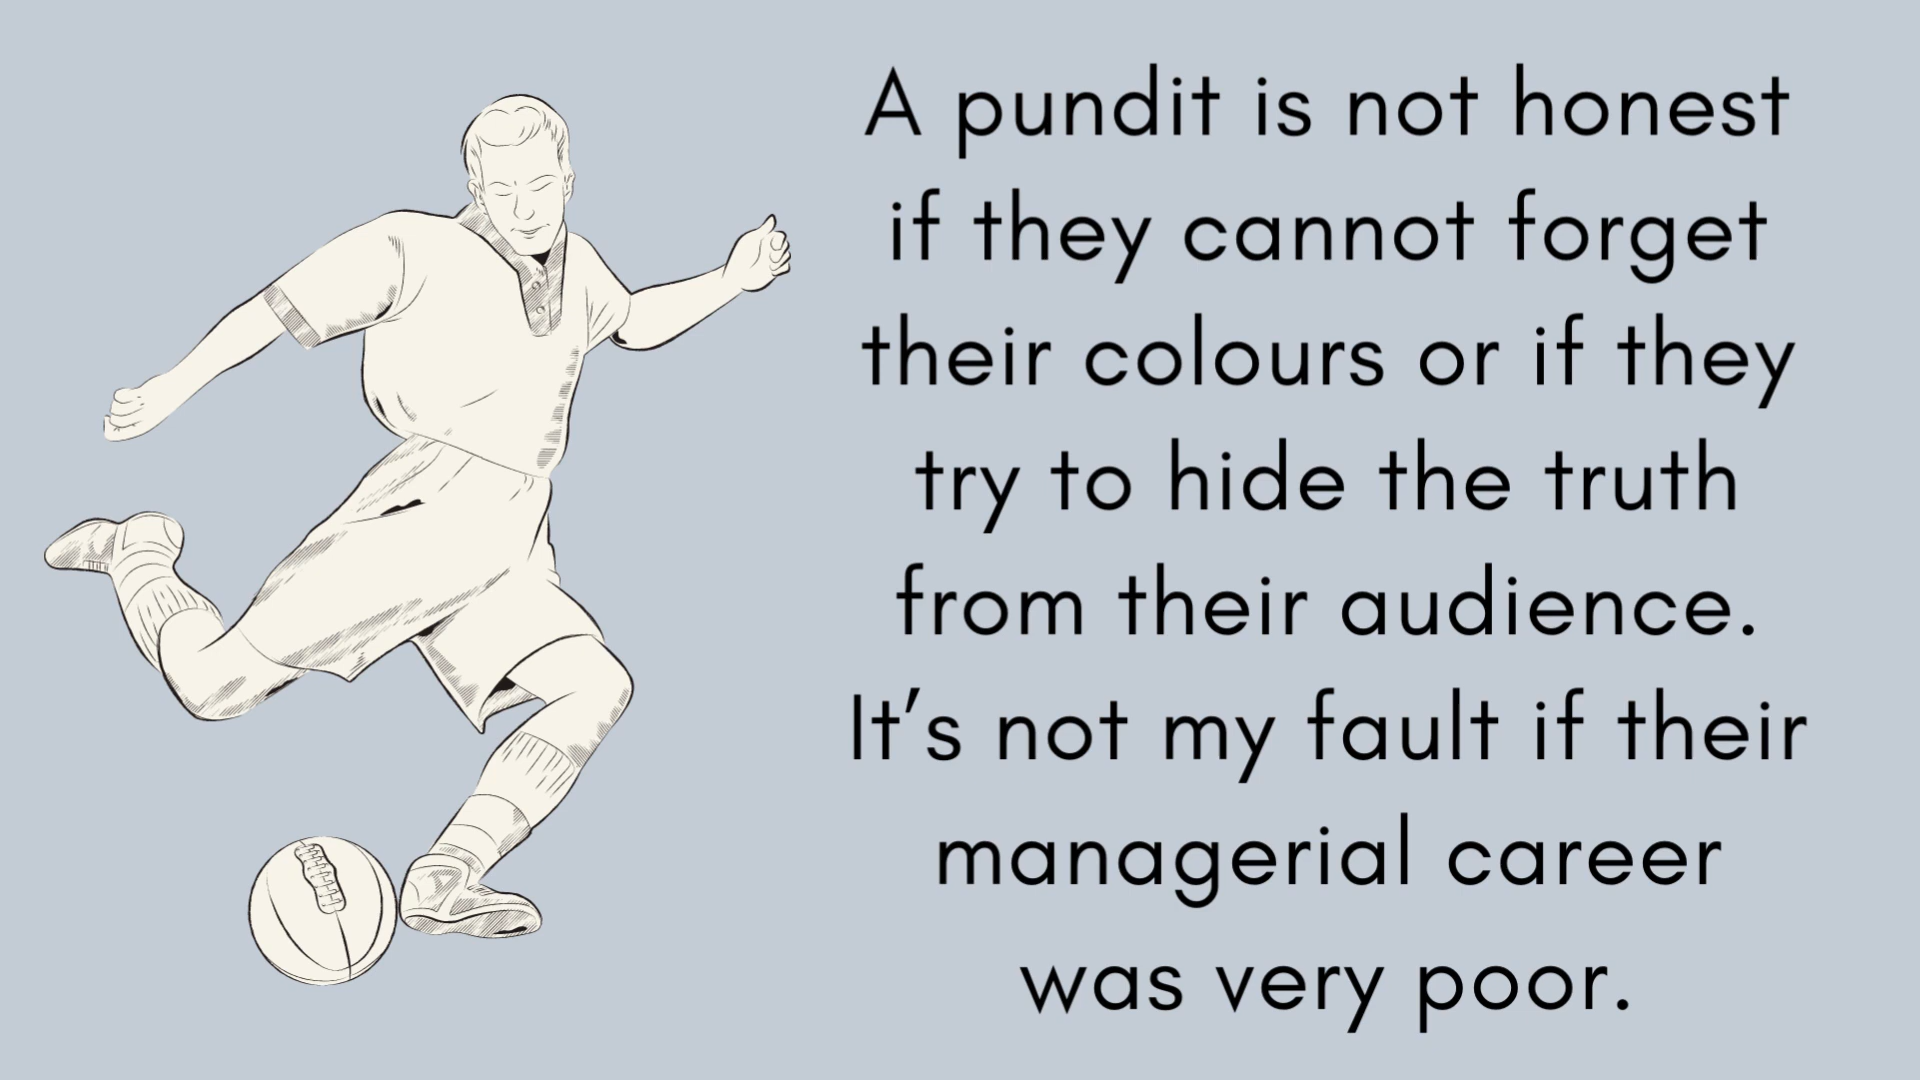 A pundit is not honest
if they cannot forget
their colours or if they
try to hide the truth
from their audience.
It’s not my fault if their
managerial career
was very poor.